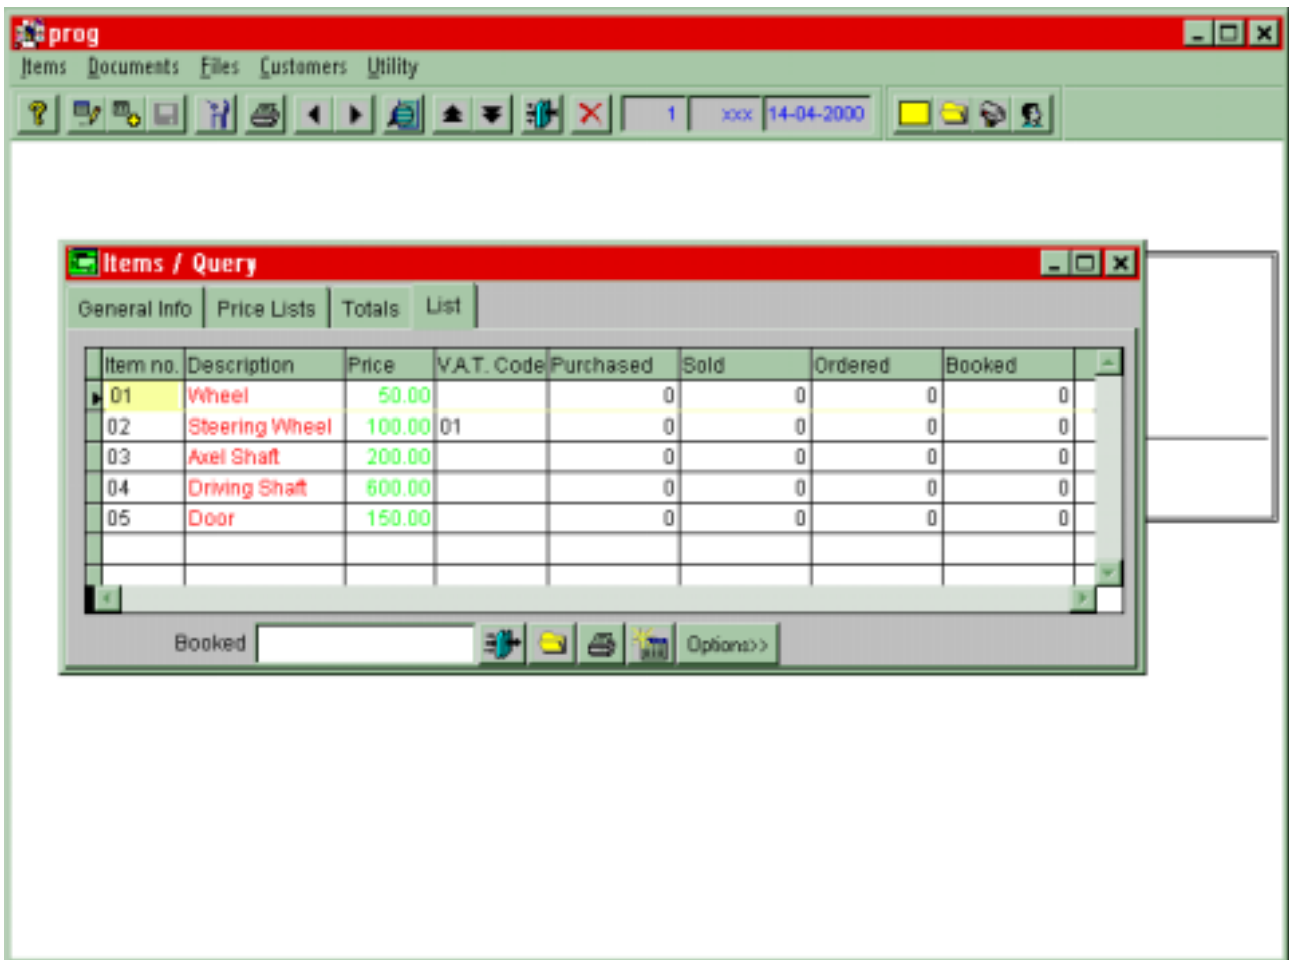 prog
Items Documents Files Customers Utility
1 xxx 14-04-2000
Items / Query
General Info Price Lists Totals List
Item no. Description Price V.A.T. Code Purchased Sold Ordered Booked
01 Wheel 50.00 0 0 0 0
02 Steering Wheel 100.00 01 0 0 0 0
03 Axel Shaft 200.00 0 0 0 0
04 Driving Shaft 600.00 0 0 0 0
05 Door 150.00 0 0 0 0
Booked Options>>